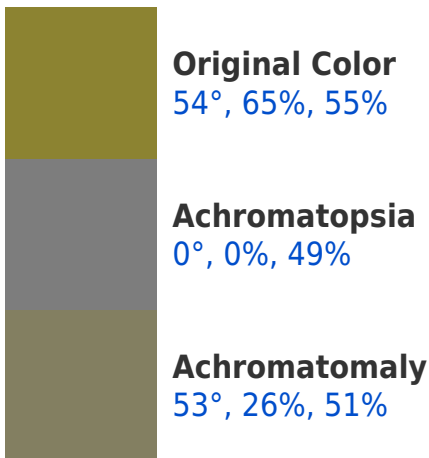 Original Color
54°, 65%, 55%
Achromatopsia
0°, 0%, 49%
Achromatomaly
53°, 26%, 51%